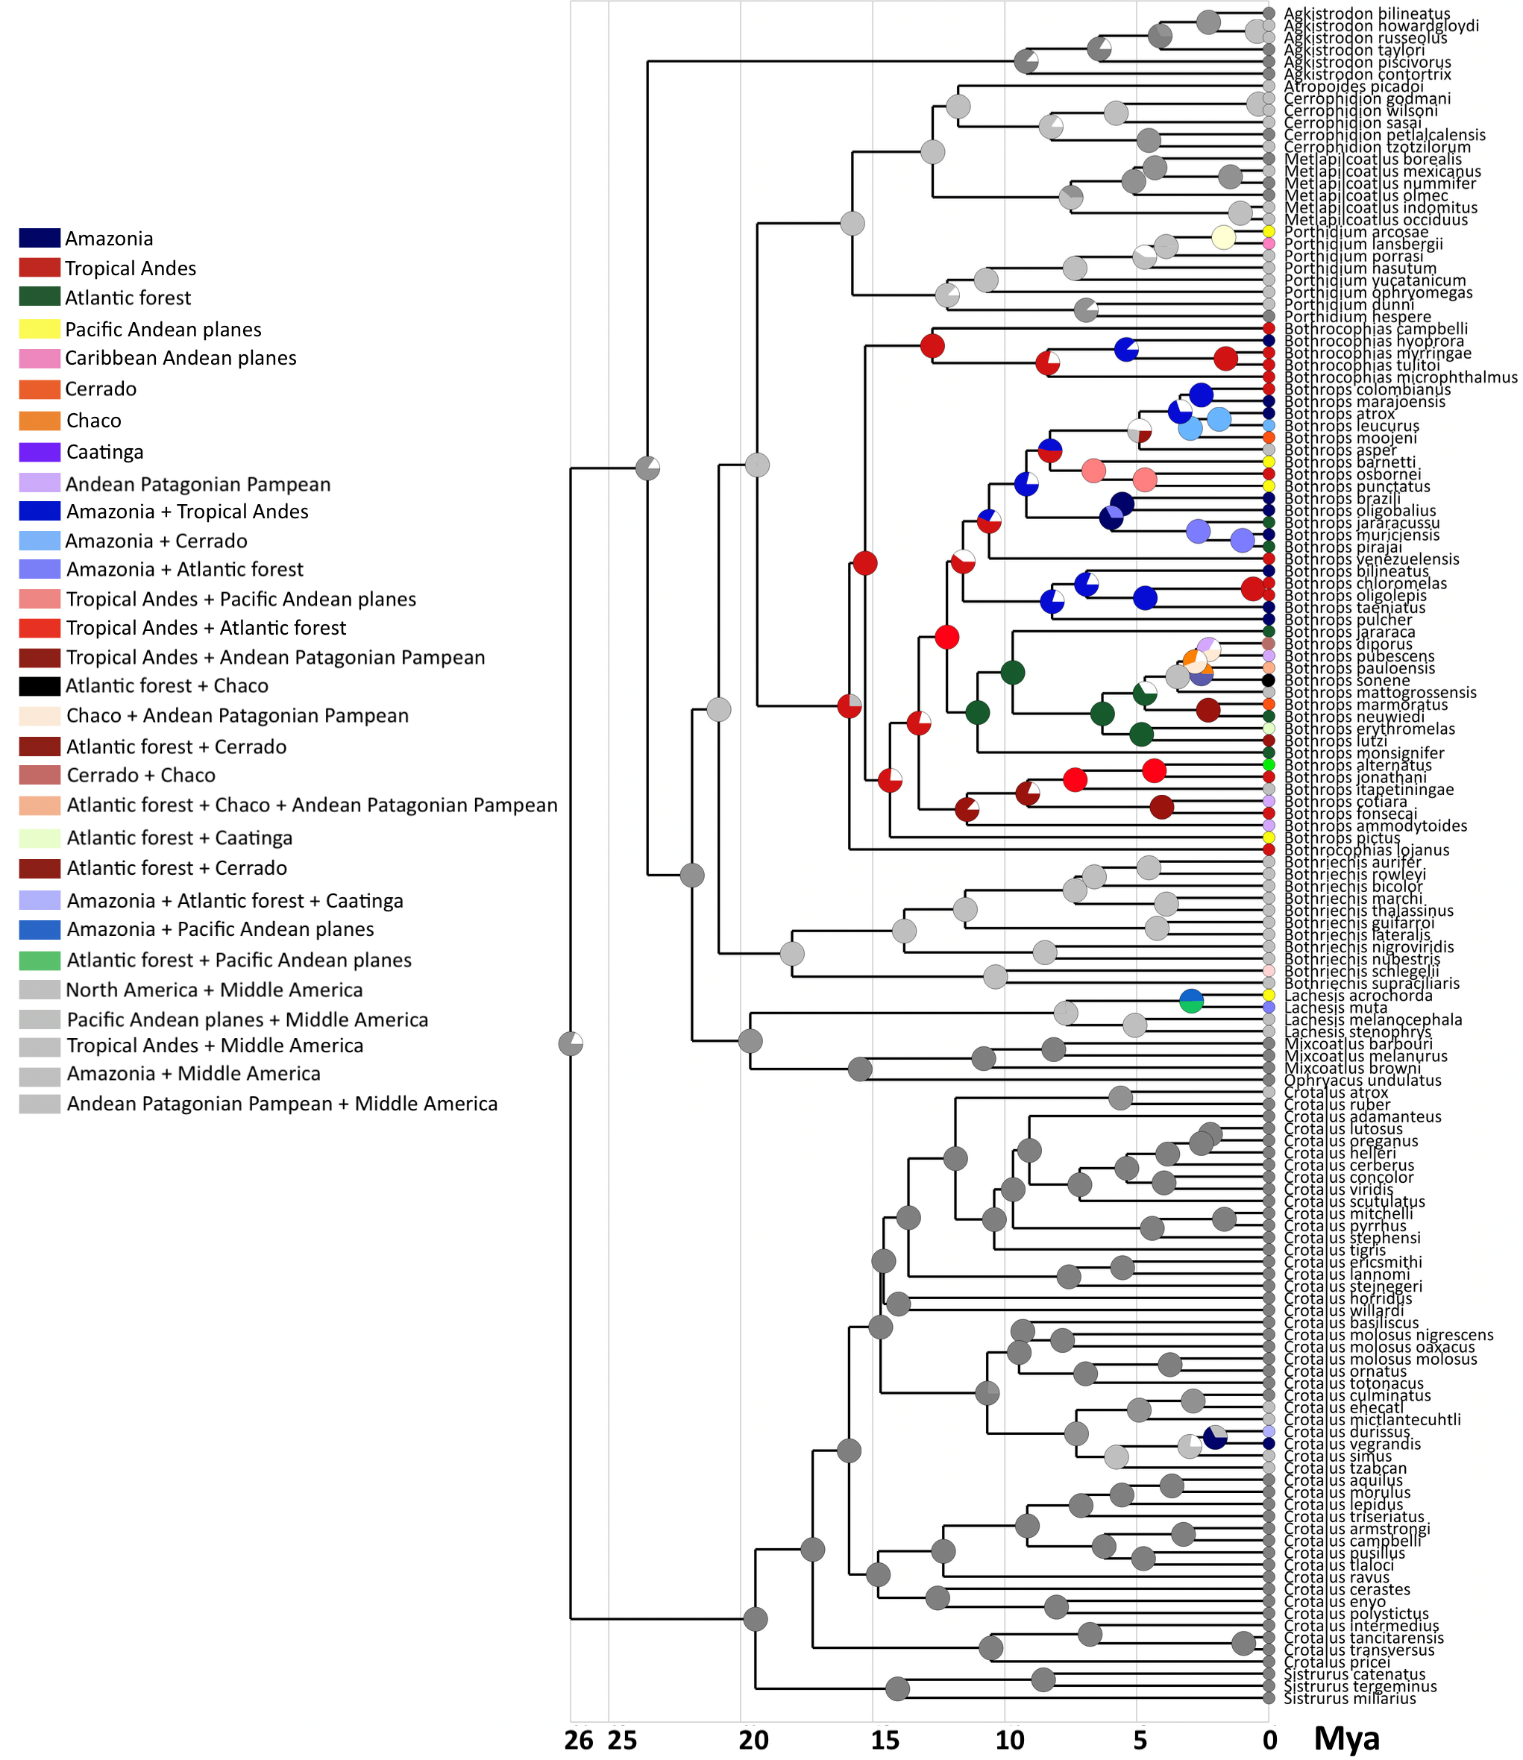 Amazonia
Tropical Andes
Atlantic forest
Pacific Andean planes
Caribbean Andean planes
Cerrado
Chaco
Caatinga
Andean Patagonian Pampean
Amazonia + Tropical Andes
Amazonia + Cerrado
Amazonia + Atlantic forest
Tropical Andes + Pacific Andean planes
Tropical Andes + Atlantic forest
Tropical Andes + Andean Patagonian Pampean
Atlantic forest + Chaco
Chaco + Andean Patagonian Pampean
Atlantic forest + Cerrado
Cerrado + Chaco
Atlantic forest + Chaco + Andean Patagonian Pampean
Atlantic forest + Caatinga
Atlantic forest + Cerrado
Amazonia + Atlantic forest + Caatinga
Amazonia + Pacific Andean planes
Atlantic forest + Pacific Andean planes
North America + Middle America
Pacific Andean planes + Middle America
Tropical Andes + Middle America
Amazonia + Middle America
Andean Patagonian Pampean + Middle America
Agkistrodon bilineatus
Agkistrodon howardgloydi
Agkistrodon russeolus
Agkistrodon taylori
Agkistrodon piscivorus
Agkistrodon contortrix
Atropoides picadoi
Cerrophidion godmani
Cerrophidion wilsoni
Cerrophidion sasai
Cerrophidion petlalcalensis
Cerrophidion tzotzilorum
Metlapilcoatlus borealis
Metlapilcoatlus mexicanus
Metlapilcoatlus nummifer
Metlapilcoatlus olmec
Metlapilcoatlus indomitus
Metlapilcoatlus occiduus
Porthidium arcosae
Porthidium lansbergii
Porthidium porrasi
Porthidium nasutum
Porthidium yucatanicum
Porthidium ophryomegas
Porthidium dunni
Porthidium hespere
Bothrocophias campbelli
Bothrocophias hyoprora
Bothrocophias myrringae
Bothrocophias tulitoi
Bothrocophias microphthalmus
Bothrops colombianus
Bothrops marajoensis
Bothrops atrox
Bothrops leucurus
Bothrops moojeni
Bothrops asper
Bothrops barnetti
Bothrops osbornei
Bothrops punctatus
Bothrops brazili
Bothrops oligobalius
Bothrops jararacussu
Bothrops muriciensis
Bothrops pirajai
Bothrops venezuelensis
Bothrops bilineatus
Bothrops chloromelas
Bothrops oligolepis
Bothrops taeniatus
Bothrops pulcher
Bothrops jararaca
Bothrops diporus
Bothrops pubescens
Bothrops pauloensis
Bothrops sonene
Bothrops mattogrossensis
Bothrops marmoratus
Bothrops neuwiedi
Bothrops erythromelas
Bothrops lutzi
Bothrops monsignifer
Bothrops alternatus
Bothrops jonathani
Bothrops itapetiningae
Bothrops cotiara
Bothrops fonsecai
Bothrops ammodytoides
Bothrops pictus
Bothrocophias lojanus
Bothriechis aurifer
Bothriechis rowleyi
Bothriechis bicolor
Bothriechis marchi
Bothriechis thalassinus
Bothriechis guifarroi
Bothriechis lateralis
Bothriechis nigroviridis
Bothriechis nubestris
Bothriechis schlegelii
Bothriechis supraciliaris
Lachesis acrochorda
Lachesis muta
Lachesis melanocephala
Lachesis stenophrys
Mixcoatlus barbouri
Mixcoatlus melanurus
Mixcoatlus browni
Ophryacus undulatus
Crotalus atrox
Crotalus ruber
Crotalus adamanteus
Crotalus lutosus
Crotalus oreganus
Crotalus helleri
Crotalus cerberus
Crotalus concolor
Crotalus viridis
Crotalus scutulatus
Crotalus mitchelli
Crotalus pyrrhus
Crotalus stephensi
Crotalus tigris
Crotalus ericsmithi
Crotalus lannomi
Crotalus stejnegeri
Crotalus horridus
Crotalus willardi
Crotalus basiliscus
Crotalus molosus nigrescens
Crotalus molosus oaxacus
Crotalus molosus molosus
Crotalus ornatus
Crotalus totonacus
Crotalus culminatus
Crotalus ehecatl
Crotalus mictlantecuhtli
Crotalus durissus
Crotalus vegrandis
Crotalus simus
Crotalus tzabcan
Crotalus aquilus
Crotalus morulus
Crotalus lepidus
Crotalus triseriatus
Crotalus armstrongi
Crotalus campbelli
Crotalus pusillus
Crotalus tlaloci
Crotalus ravus
Crotalus cerastes
Crotalus enyo
Crotalus polystictus
Crotalus intermedius
Crotalus tancitarensis
Crotalus transversus
Crotalus pricei
Sistrurus catenatus
Sistrurus tergeminus
Sistrurus miliarius
26 25 20 15 10 5 0 Mya